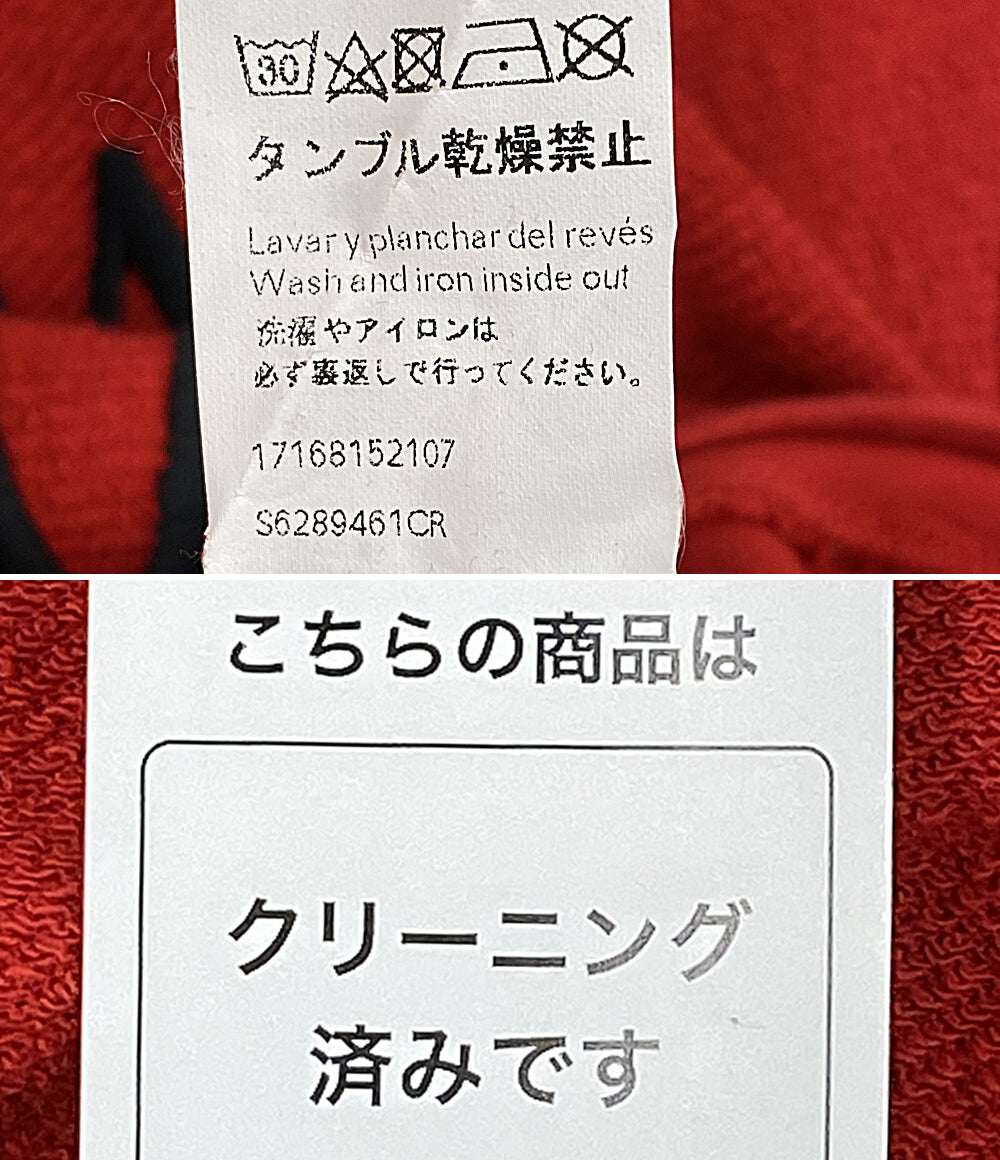 30
タンブル乾燥禁止
Lavar y planchar del revés
Wash and iron inside out
洗濯やアイロンは
必ず裏返しで行ってください。
17168152107
S6289461CR
こちらの商品は
クリーニング
済みです